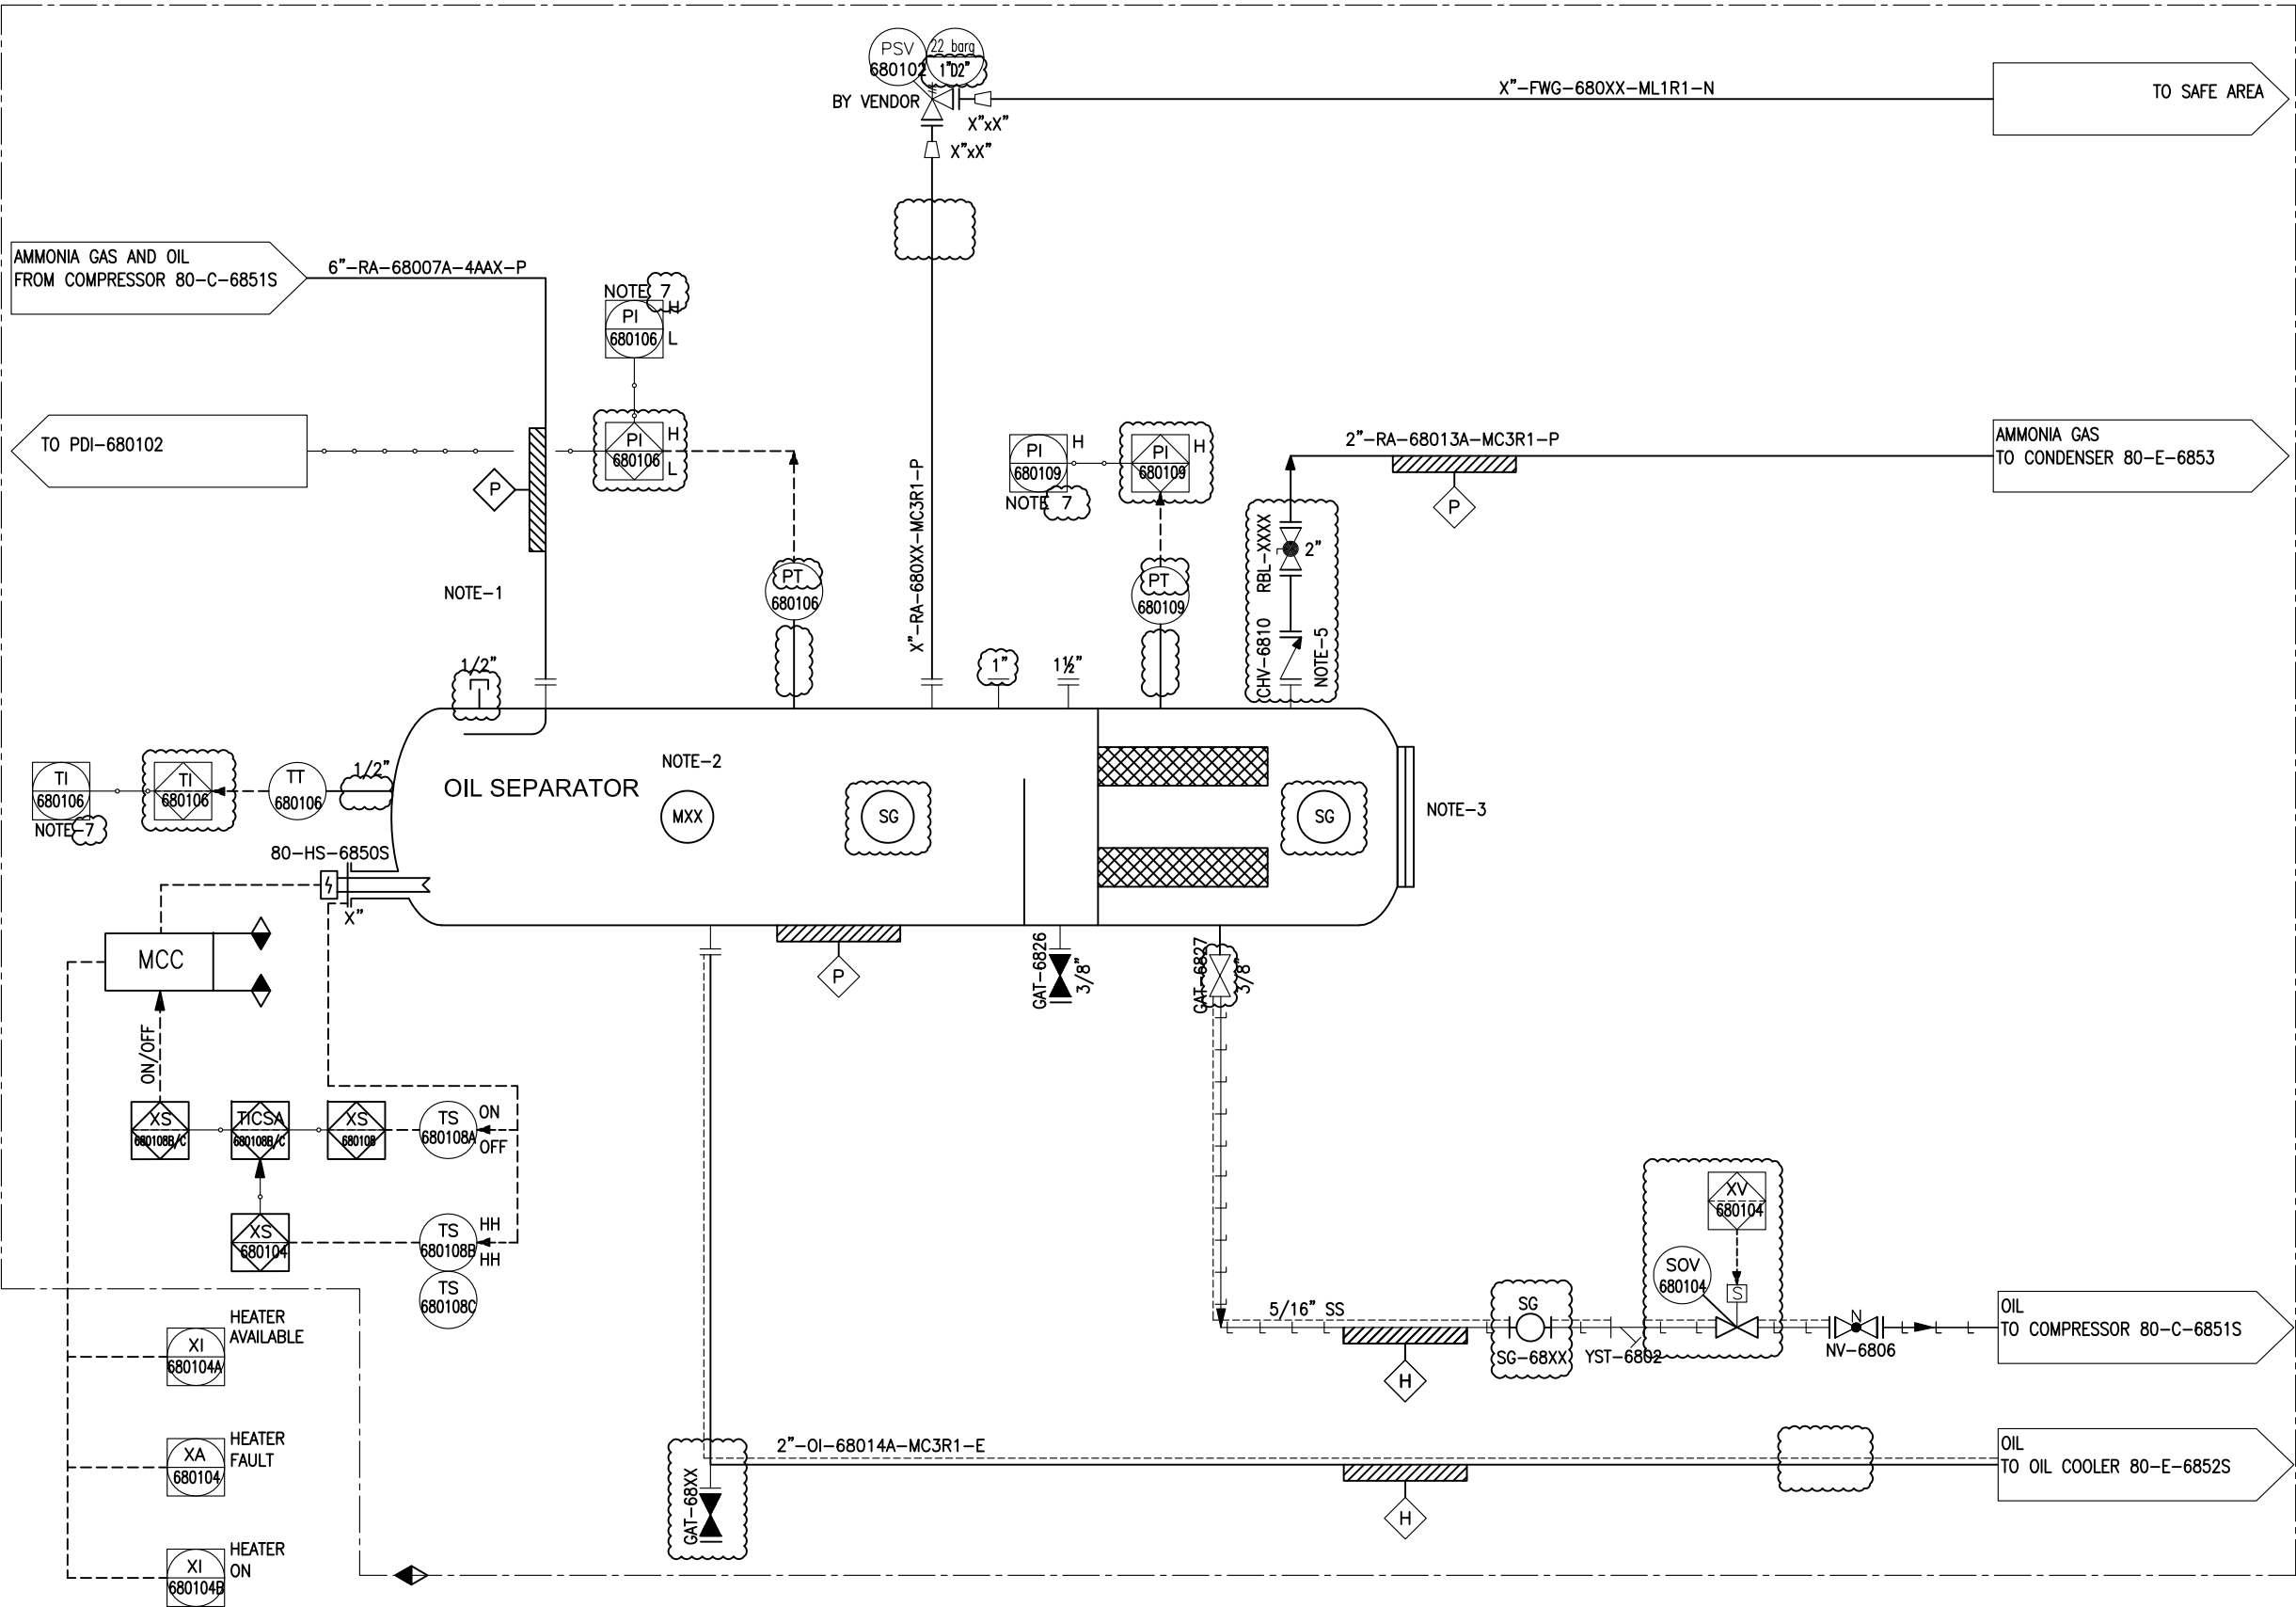 PSV
680102
22 barg
1"D2"
BY VENDOR
X"xX"
X"xX"
X"-FWG-680XX-ML1R1-N
TO SAFE AREA
AMMONIA GAS AND OIL
FROM COMPRESSOR 80-C-6851S
6"-RA-68007A-4AAX-P
NOTE 7
PI
680106
H
L
TO PDI-680102
P
PI
680106
H
L
PI
680109
H
NOTE 7
PI
680109
H
2"-RA-68013A-MC3R1-P
P
AMMONIA GAS
TO CONDENSER 80-E-6853
X"-RA-680XX-MC3R1-P
RBL-XXXX
2"
CHV-6810
NOTE-5
NOTE-1
PT
680106
PT
680109
1/2"
1"
1½"
TI
680106
NOTE-7
TI
680106
TT
680106
1/2"
OIL SEPARATOR
NOTE-2
MXX
SG
SG
NOTE-3
80-HS-6850S
X"
MCC
P
GAT-6826
3/8"
GAT-6827
3/8"
ON/OFF
XS
680108B/C
TICSA
680108B/C
XS
680108
TS
680108A
ON
OFF
XS
680104
TS
680108B
HH
HH
TS
680108C
XV
680104
SOV
680104
S
5/16" SS
H
SG
SG-68XX
YST-6802
N
NV-6806
OIL
TO COMPRESSOR 80-C-6851S
HEATER
AVAILABLE
XI
680104A
HEATER
FAULT
XA
680104
HEATER
ON
XI
680104B
GAT-68XX
2"-OI-68014A-MC3R1-E
H
OIL
TO OIL COOLER 80-E-6852S